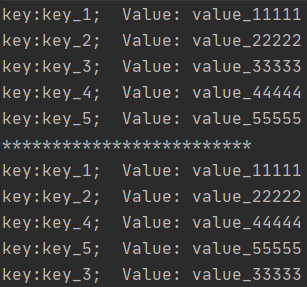 key:key_1;  Value: value_11111
key:key_2;  Value: value_22222
key:key_3;  Value: value_33333
key:key_4;  Value: value_44444
key:key_5;  Value: value_55555
*************************
key:key_1;  Value: value_11111
key:key_2;  Value: value_22222
key:key_4;  Value: value_44444
key:key_5;  Value: value_55555
key:key_3;  Value: value_33333